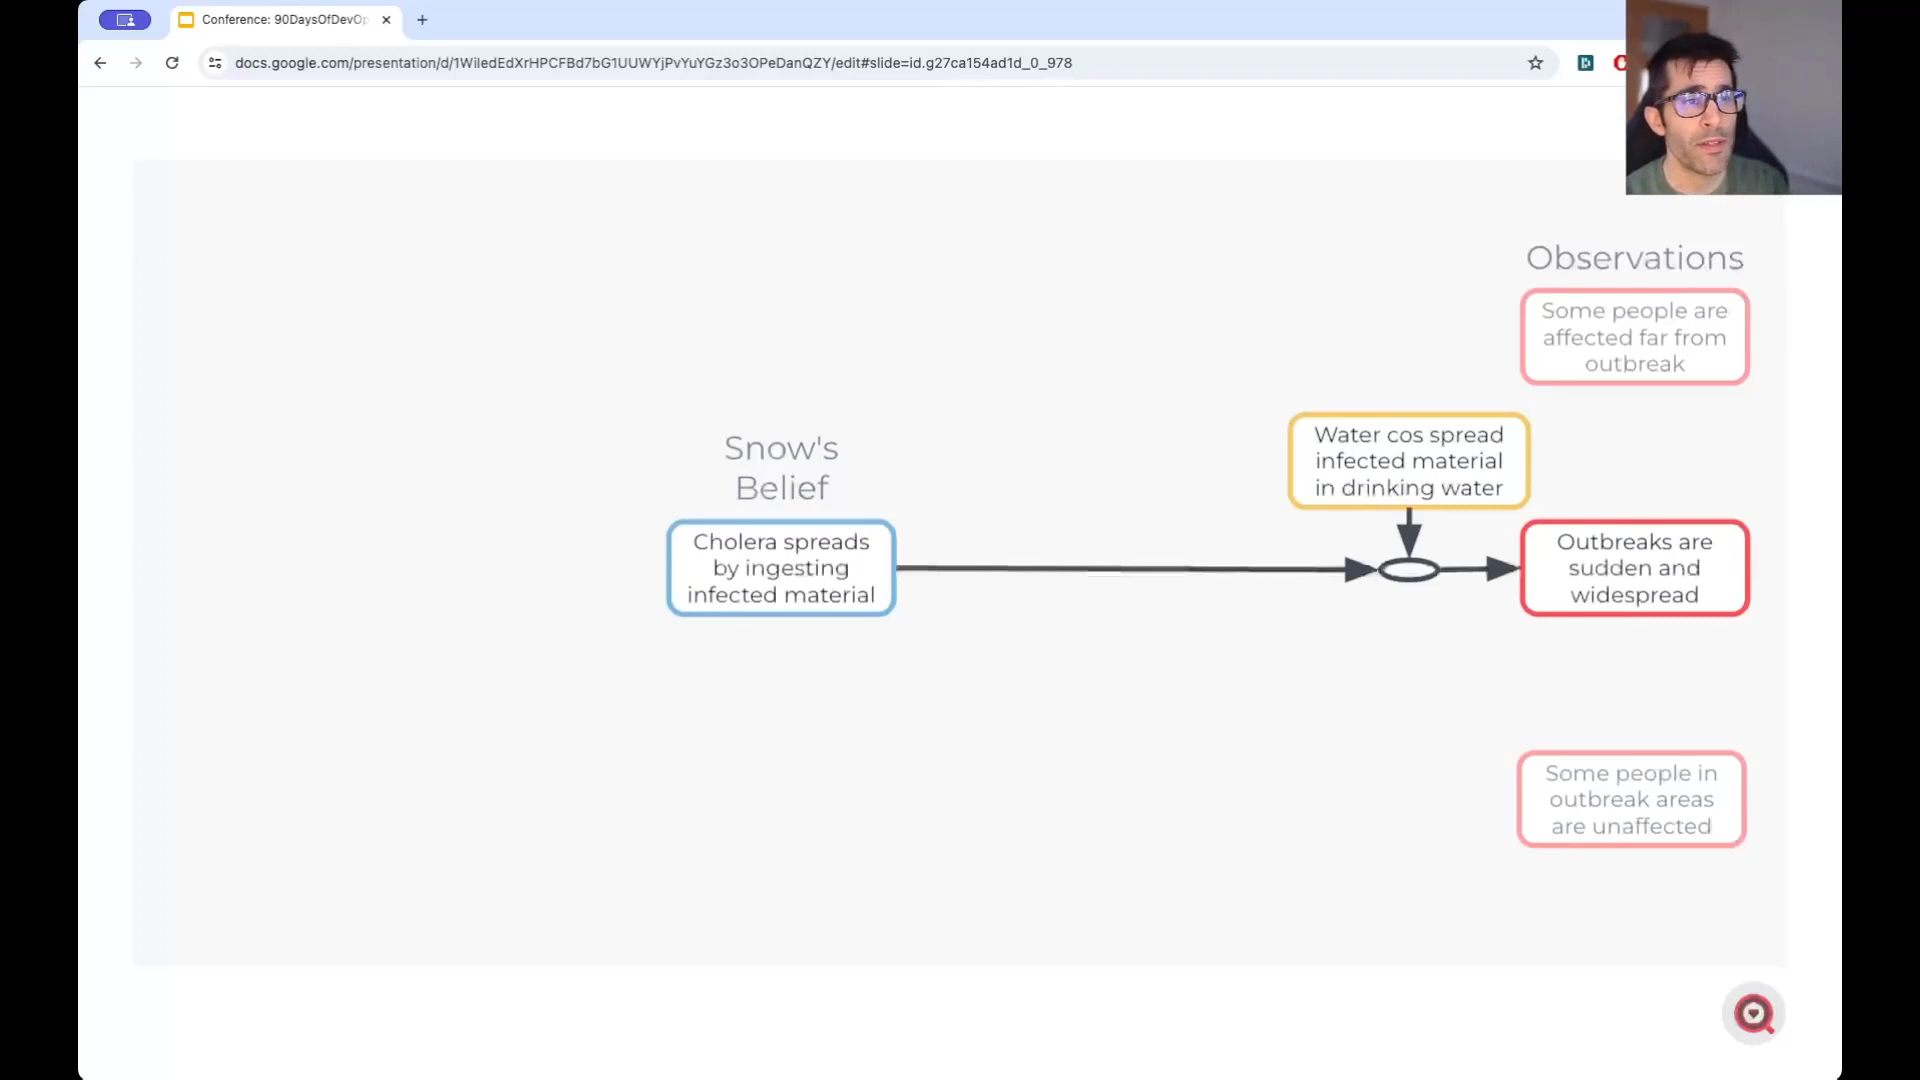 Conference: 90DaysOfDevOp
docs.google.com/presentation/d/1WiledEdXrHPCFBd7bG1UUWYjPvYuYGz3o3OPeDanQZY/edit#slide=id.g27ca154ad1d_0_978
Observations
Some people are
affected far from
outbreak
Water cos spread
infected material
in drinking water
Snow's
Belief
Cholera spreads
by ingesting
infected material
Outbreaks are
sudden and
widespread
Some people in
outbreak areas
are unaffected